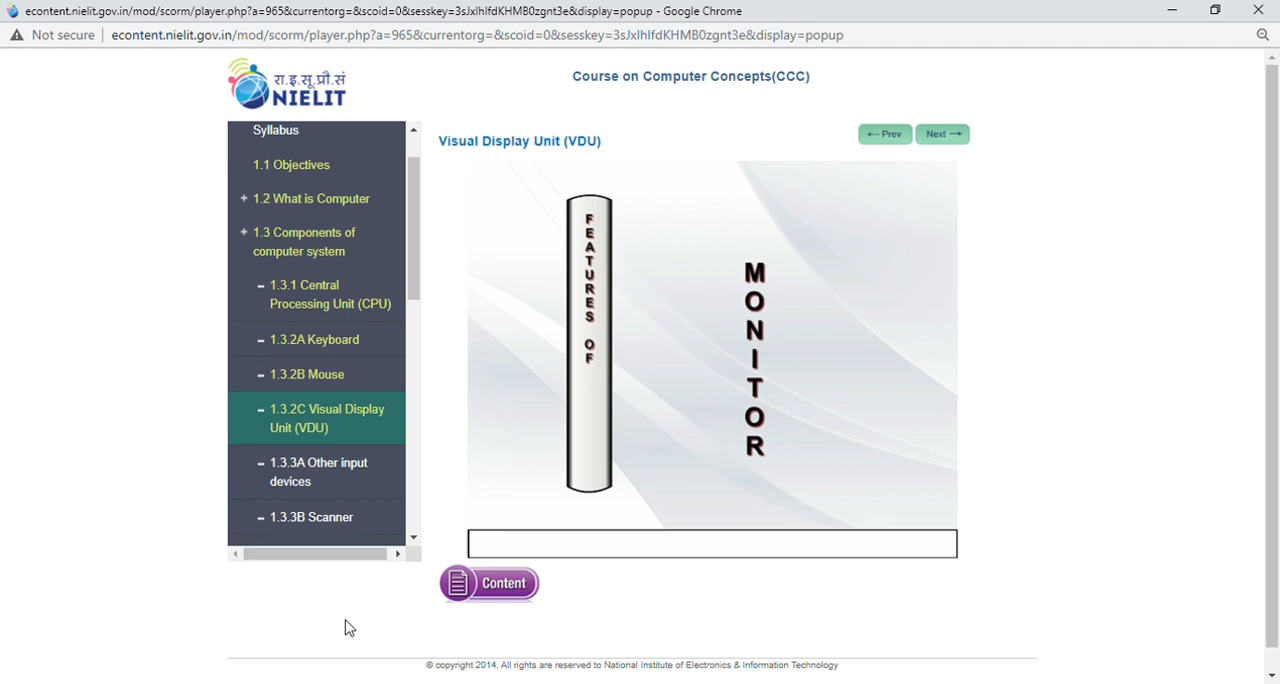 econtent.nielit.gov.in/mod/scorm/player.php?a=965&currentorg=&scoid=0&sesskey=3sJxlhlfdKHMB0zgnt3e&display=popup - Google Chrome
Not secure
econtent.nielit.gov.in/mod/scorm/player.php?a=965&currentorg=&scoid=0&sesskey=3sJxlhlfdKHMB0zgnt3e&display=popup
रा.इ.सू.प्रौ.सं
NIELIT
Course on Computer Concepts(CCC)
Syllabus
1.1 Objectives
+ 1.2 What is Computer
+ 1.3 Components of
computer system
- 1.3.1 Central
Processing Unit (CPU)
- 1.3.2A Keyboard
- 1.3.2B Mouse
- 1.3.2C Visual Display
Unit (VDU)
- 1.3.3A Other input
devices
- 1.3.3B Scanner
Visual Display Unit (VDU)
← Prev
Next →
FEATURES OF
MONITOR
Content
© copyright 2014, All rights are reserved to National Institute of Electronics & Information Technology